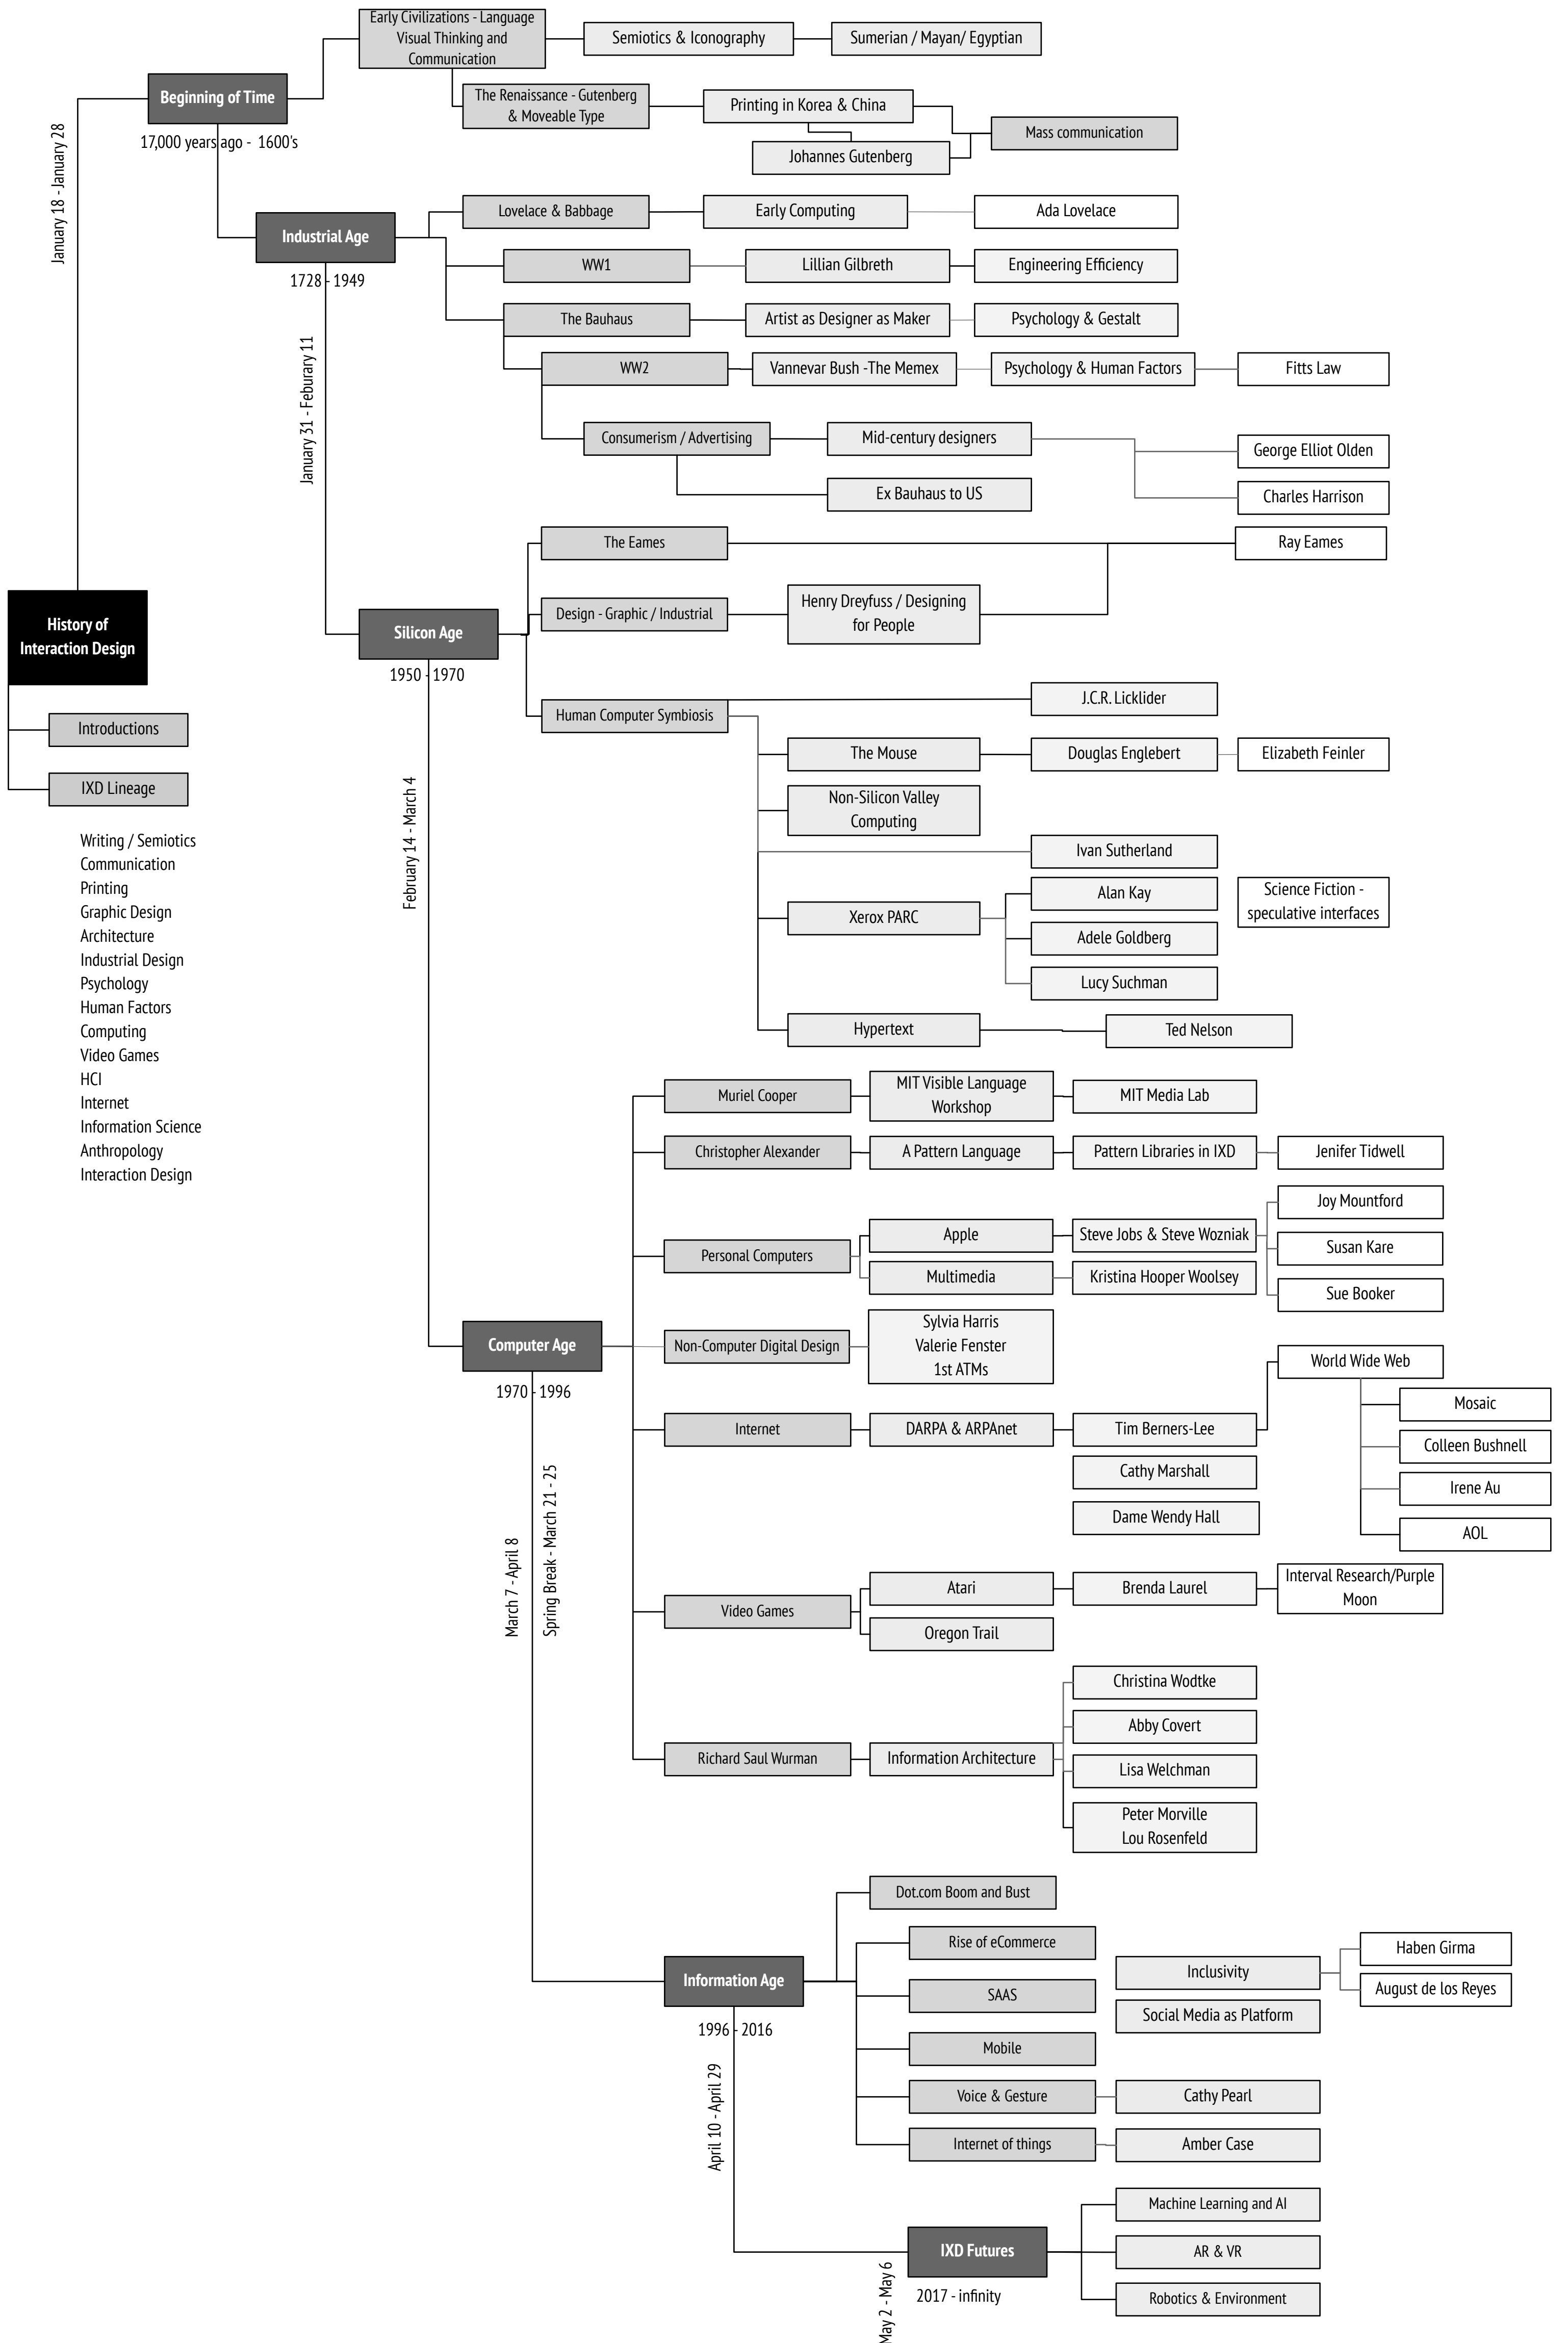 Early Civilizations - Language
Visual Thinking and
Communication
Semiotics & Iconography
Sumerian / Mayan/ Egyptian
Beginning of Time
17,000 years ago -  1600's
January 18 - January 28
The Renaissance - Gutenberg
& Moveable Type
Printing in Korea & China
Johannes Gutenberg
Mass communication
Industrial Age
1728 - 1949
January 31 - Feburary 11
Lovelace & Babbage
Early Computing
Ada Lovelace
WW1
Lillian Gilbreth
Engineering Efficiency
The Bauhaus
Artist as Designer as Maker
Psychology & Gestalt
WW2
Vannevar Bush -The Memex
Psychology & Human Factors
Fitts Law
Consumerism / Advertising
Mid-century designers
George Elliot Olden
Charles Harrison
Ex Bauhaus to US
History of
Interaction Design
Introductions
IXD Lineage
Writing / Semiotics
Communication
Printing
Graphic Design
Architecture
Industrial Design
Psychology
Human Factors
Computing
Video Games
HCI
Internet
Information Science
Anthropology
Interaction Design
Silicon Age
1950 - 1970
February 14 - March 4
The Eames
Ray Eames
Design - Graphic / Industrial
Henry Dreyfuss / Designing
for People
Human Computer Symbiosis
J.C.R. Licklider
The Mouse
Douglas Englebert
Elizabeth Feinler
Non-Silicon Valley
Computing
Ivan Sutherland
Xerox PARC
Alan Kay
Adele Goldberg
Lucy Suchman
Science Fiction -
speculative interfaces
Hypertext
Ted Nelson
Computer Age
1970 - 1996
March 7 - April 8
Spring Break - March 21 - 25
Muriel Cooper
MIT Visible Language
Workshop
MIT Media Lab
Christopher Alexander
A Pattern Language
Pattern Libraries in IXD
Jenifer Tidwell
Personal Computers
Apple
Steve Jobs & Steve Wozniak
Joy Mountford
Susan Kare
Sue Booker
Multimedia
Kristina Hooper Woolsey
Non-Computer Digital Design
Sylvia Harris
Valerie Fenster
1st ATMs
Internet
DARPA & ARPAnet
Tim Berners-Lee
Cathy Marshall
Dame Wendy Hall
World Wide Web
Mosaic
Colleen Bushnell
Irene Au
AOL
Video Games
Atari
Brenda Laurel
Interval Research/Purple
Moon
Oregon Trail
Richard Saul Wurman
Information Architecture
Christina Wodtke
Abby Covert
Lisa Welchman
Peter Morville
Lou Rosenfeld
Information Age
1996 - 2016
April 10 - April 29
Dot.com Boom and Bust
Rise of eCommerce
SAAS
Mobile
Voice & Gesture
Cathy Pearl
Internet of things
Amber Case
Inclusivity
Haben Girma
August de los Reyes
Social Media as Platform
IXD Futures
2017 - infinity
May 2 - May 6
Machine Learning and AI
AR & VR
Robotics & Environment